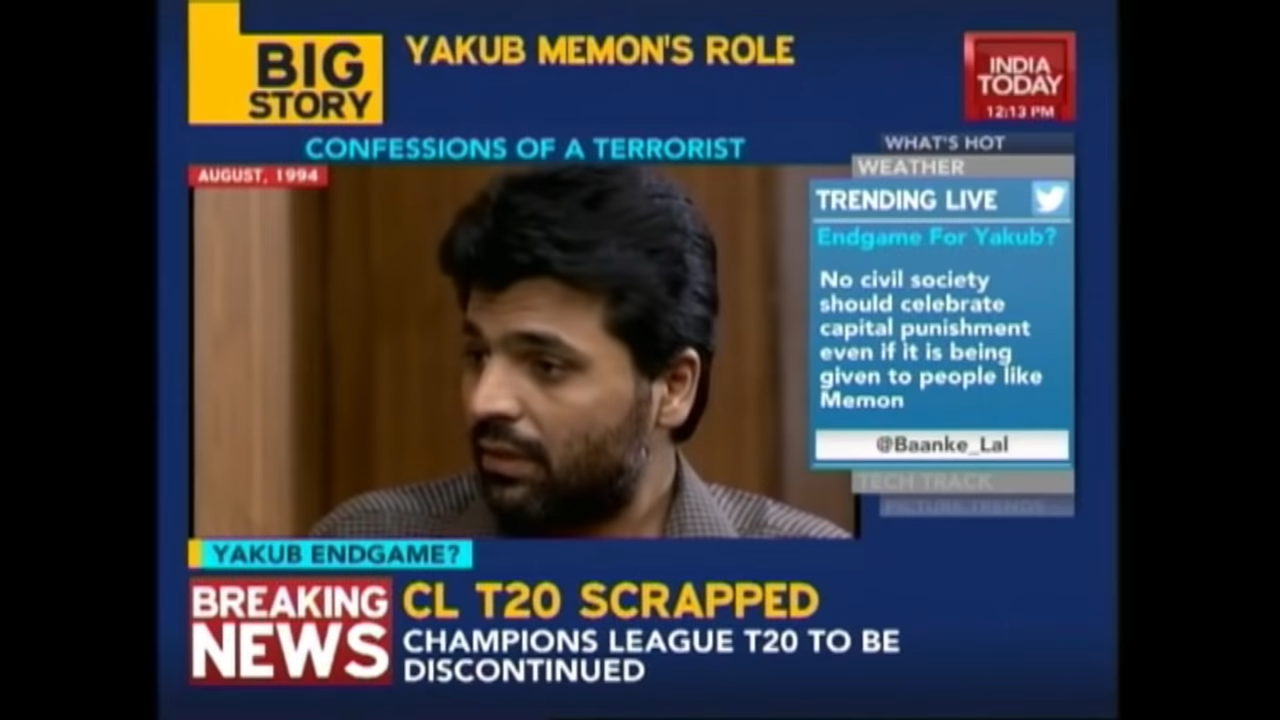 BIG
STORY
YAKUB MEMON'S ROLE
INDIA
TODAY
12:13 PM
CONFESSIONS OF A TERRORIST
AUGUST, 1994
WHAT'S HOT
WEATHER
TRENDING LIVE
Endgame For Yakub?
No civil society
should celebrate
capital punishment
even if it is being
given to people like
Memon
@Baanke_Lal
TECH TRACK
PICTURE TRENDS
YAKUB ENDGAME?
BREAKING
NEWS
CL T20 SCRAPPED
CHAMPIONS LEAGUE T20 TO BE
DISCONTINUED